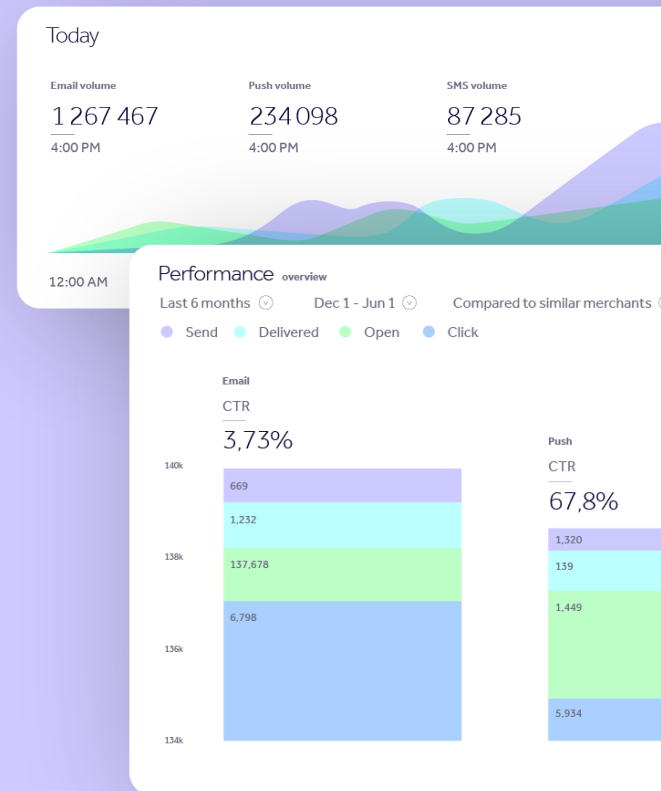 Today
Email volume
1 267 467
4:00 PM
Push volume
234 098
4:00 PM
SMS volume
87 285
4:00 PM
12:00 AM
Performance overview
Last 6 months Dec 1 - Jun 1 Compared to similar merchants
Send Delivered Open Click
Email
CTR
3,73%
140k
138k
136k
134k
669
1,232
137,678
6,798
Push
CTR
67,8%
1,320
139
1,449
5,934